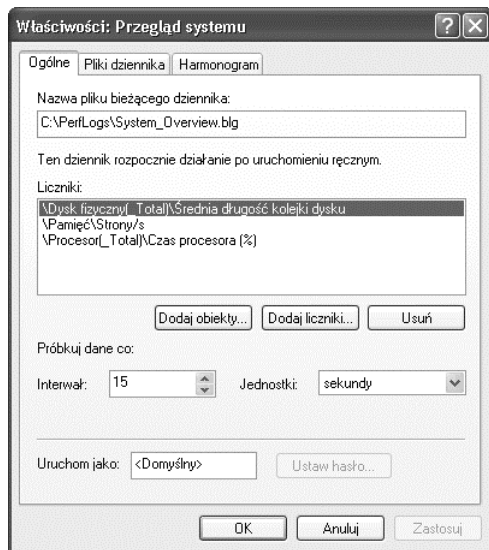 Właściwości: Przegląd systemu
Ogólne Pliki dziennika Harmonogram
Nazwa pliku bieżącego dziennika:
C:\PerfLogs\System_Overview.blg
Ten dziennik rozpocznie działanie po uruchomieniu ręcznym.
Liczniki:
\Dysk fizyczny(_Total)\Średnia długość kolejki dysku
\Pamięć\Strony/s
\Procesor(_Total)\Czas procesora (%)
Dodaj obiekty... Dodaj liczniki... Usuń
Próbkuj dane co:
Interwał: 15 Jednostki: sekundy
Uruchom jako: <Domyślny> Ustaw hasło...
OK Anuluj Zastosuj